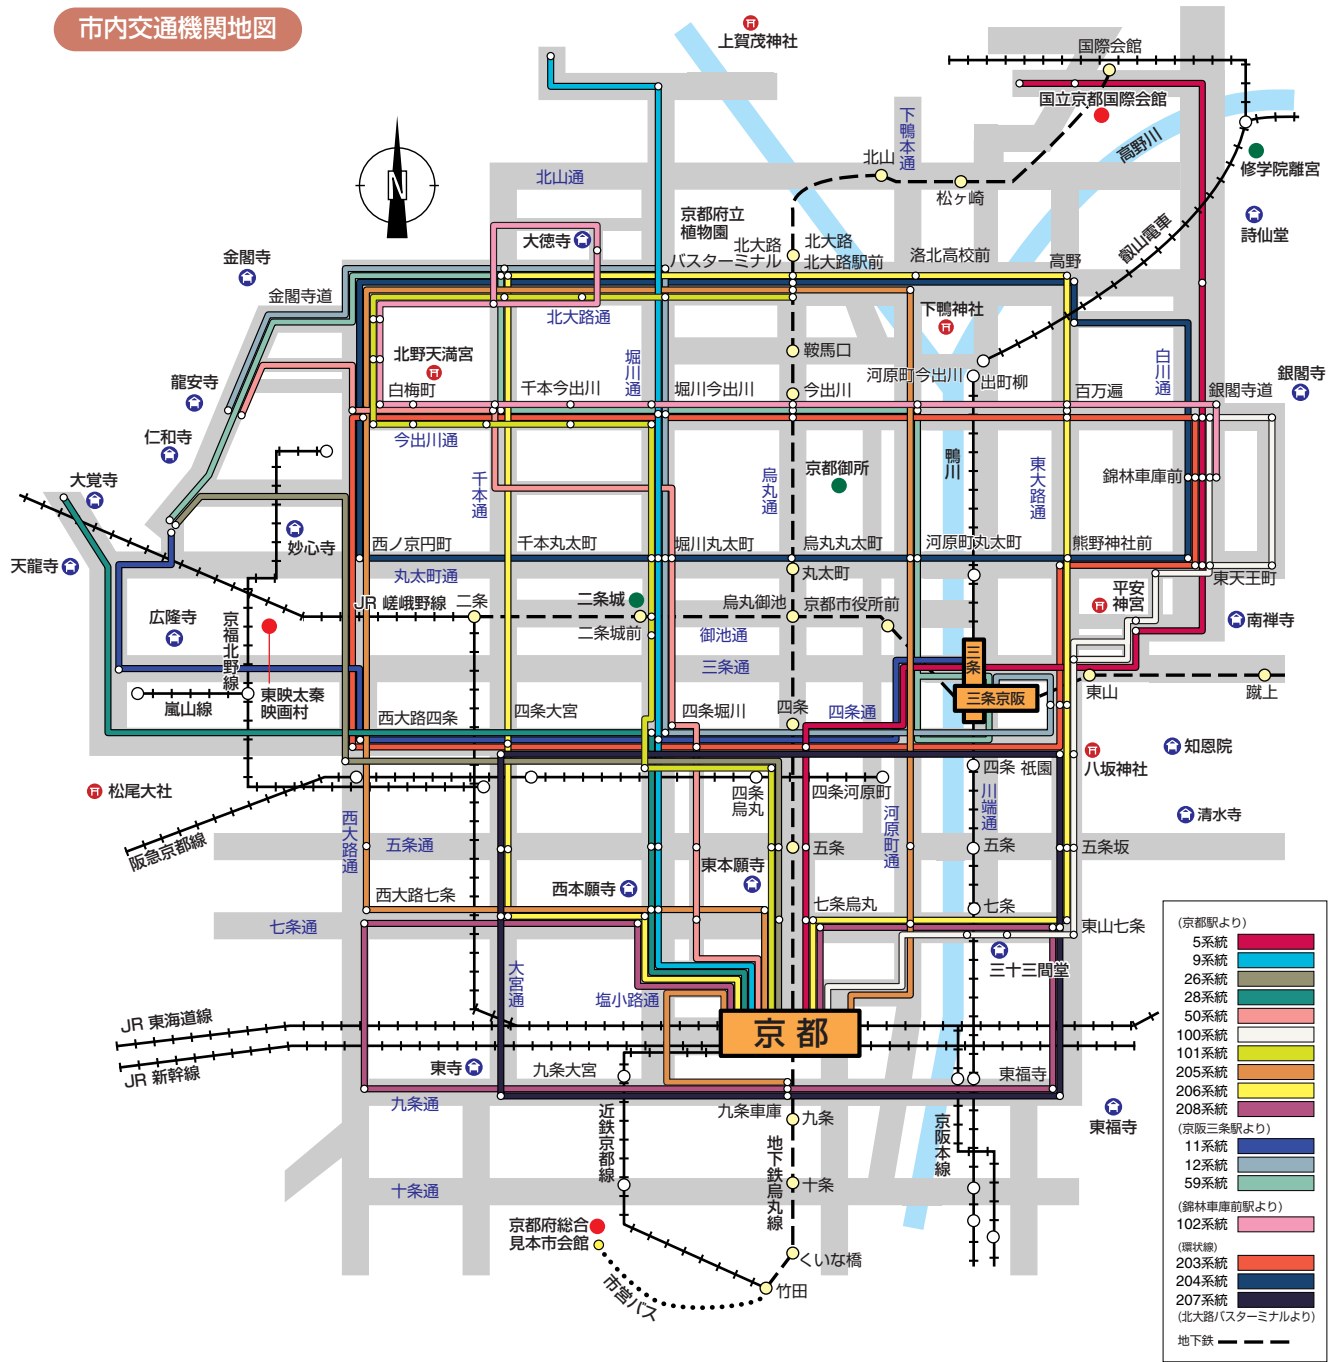 市内交通機関地図
上賀茂神社
国際会館
国立京都国際会館
下鴨本通
高野川
北山
修学院離宮
北山通
松ヶ崎
叡山電車
詩仙堂
N
京都府立
植物園
大徳寺
金閣寺
北大路
バスターミナル
北大路
北大路駅前
洛北高校前
高野
金閣寺道
北大路通
下鴨神社
堀川通
鞍馬口
北野天満宮
白川通
龍安寺
白梅町
千本今出川
堀川今出川
今出川
河原町今出川
出町柳
百万遍
銀閣寺道
銀閣寺
仁和寺
今出川通
鴨川
大覚寺
千本通
烏丸通
京都御所
東大路通
錦林車庫前
妙心寺
西ノ京円町
千本丸太町
堀川丸太町
烏丸丸太町
河原町丸太町
熊野神社前
天龍寺
丸太町通
丸太町
東天王町
JR 嵯峨野線
二条
二条城
烏丸御池
京都市役所前
平安
神宮
広隆寺
京福北野線
二条城前
御池通
南禅寺
三条通
三条
東映太秦
映画村
嵐山線
三条京阪
東山
蹴上
西大路四条
四条大宮
四条堀川
四条
四条通
知恩院
八坂神社
四条
祇園
松尾大社
四条
烏丸
四条河原町
川端通
清水寺
阪急京都線
西大路通
五条通
河原町通
五条
五条
五条坂
東本願寺
西本願寺
西大路七条
七条烏丸
七条
東山七条
七条通
三十三間堂
大宮通
塩小路通
JR 東海道線
京都
JR 新幹線
東寺
九条大宮
東福寺
九条通
九条車庫
九条
東福寺
近鉄京都線
地下鉄烏丸線
京阪本線
十条通
十条
京都府総合
見本市会館
くいな橋
市営バス
竹田
(京都駅より)
5系統
9系統
26系統
28系統
50系統
100系統
101系統
205系統
206系統
208系統
(京阪三条駅より)
11系統
12系統
59系統
(錦林車庫前駅より)
102系統
(環状線)
203系統
204系統
207系統
(北大路バスターミナルより)
地下鉄